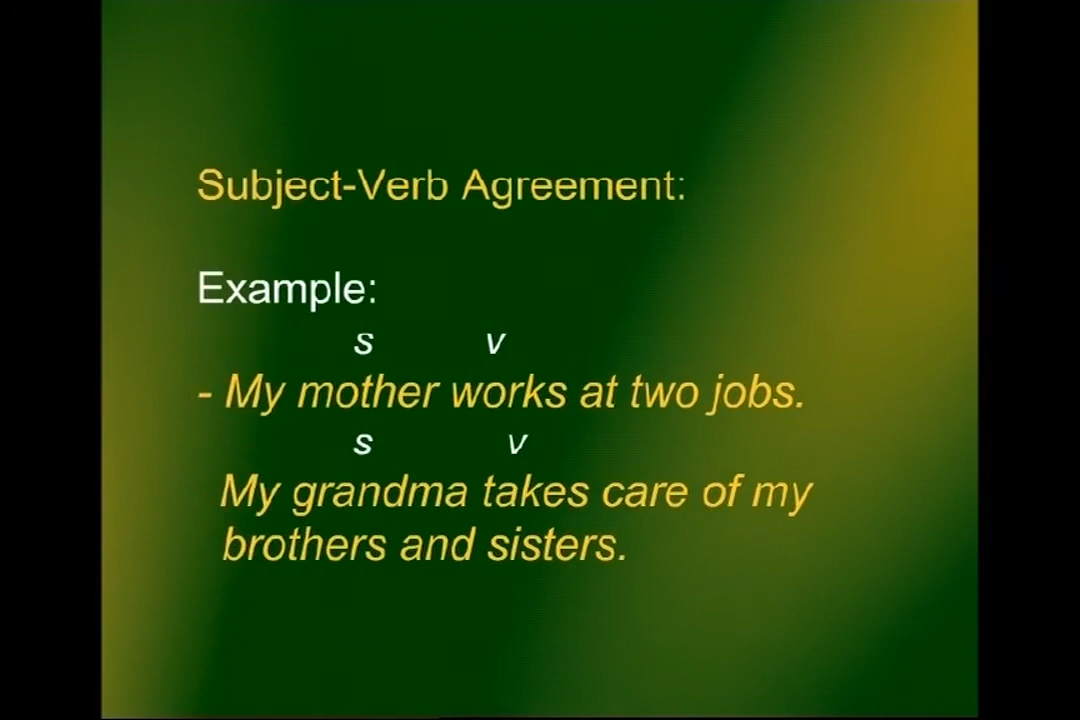 Subject-Verb Agreement:
Example:
s v
- My mother works at two jobs.
s v
My grandma takes care of my
brothers and sisters.